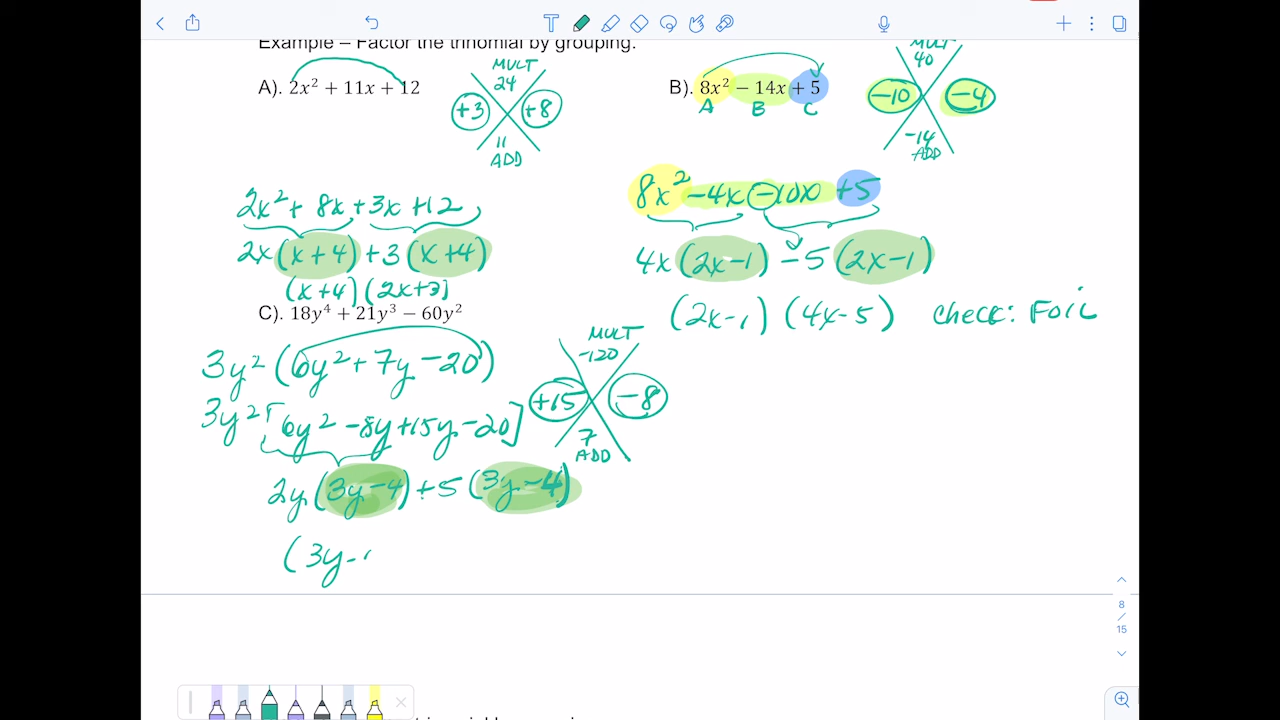 Example – Factor the trinomial by grouping.
A). 2x² + 11x + 12
MULT
24
+3 +8
11
ADD
2x² + 8x + 3x + 12
2x (x + 4) + 3 (x + 4)
(x + 4) (2x + 3)
B). 8x² − 14x + 5
A B C
MULT
40
−10 −4
−14
ADD
8x² − 4x − 10x + 5
4x (2x − 1) − 5 (2x − 1)
(2x − 1) (4x − 5) check: FOIL
C). 18y⁴ + 21y³ − 60y²
3y² (6y² + 7y − 20)
MULT
−120
+15 −8
7
ADD
3y² [6y² − 8y + 15y − 20]
2y (3y − 4) + 5 (3y − 4)
(3y −
8
/
15